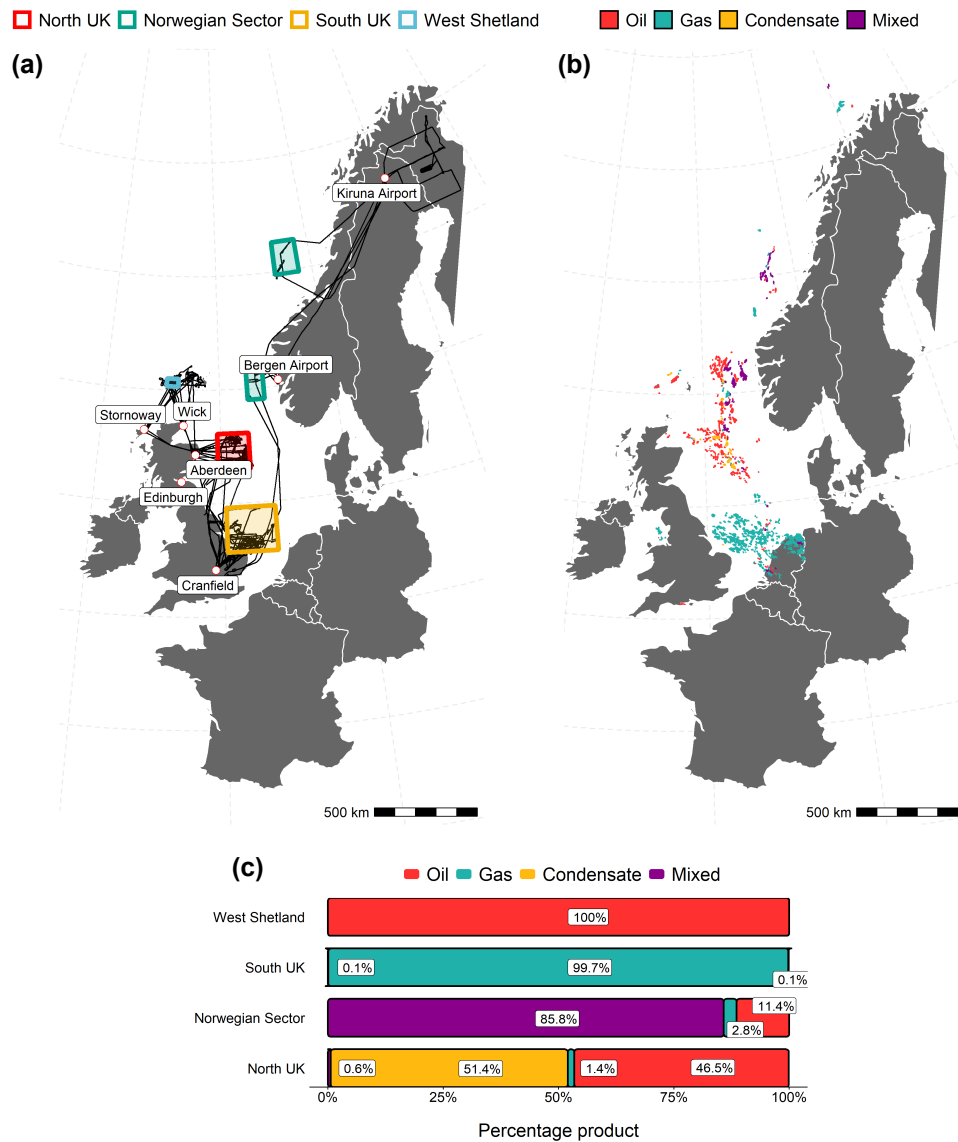 North UK Norwegian Sector South UK West Shetland
Oil Gas Condensate Mixed
(a)
(b)
Kiruna Airport
Bergen Airport
Stornoway
Wick
Aberdeen
Edinburgh
Cranfield
500 km
500 km
(c)
Oil Gas Condensate Mixed
West Shetland
100%
South UK
0.1% 99.7% 0.1%
Norwegian Sector
85.8% 2.8% 11.4%
North UK
0.6% 51.4% 1.4% 46.5%
0% 25% 50% 75% 100%
Percentage product